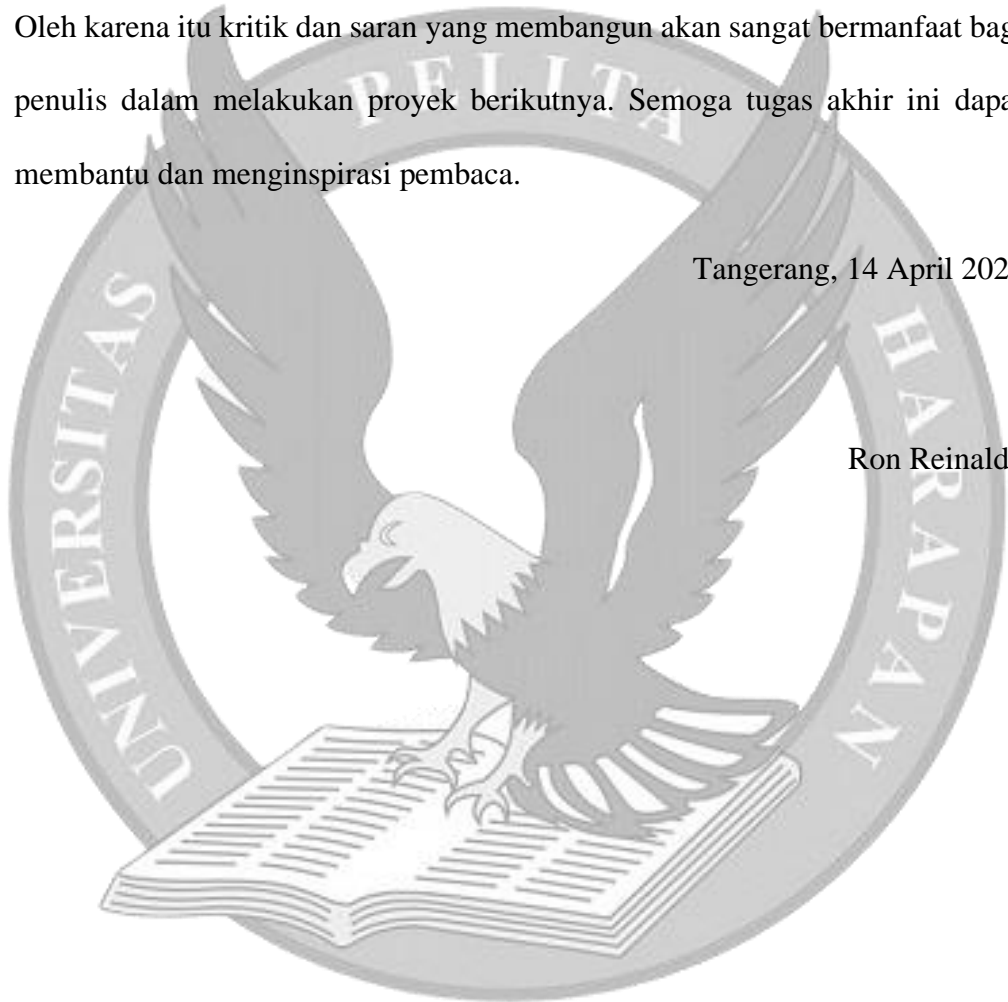 Oleh karena itu kritik dan saran yang membangun akan sangat bermanfaat bag
penulis dalam melakukan proyek berikutnya. Semoga tugas akhir ini dapa
membantu dan menginspirasi pembaca.
Tangerang, 14 April 202
Ron Reinald
UNIVERSITAS PELITA HARAPAN